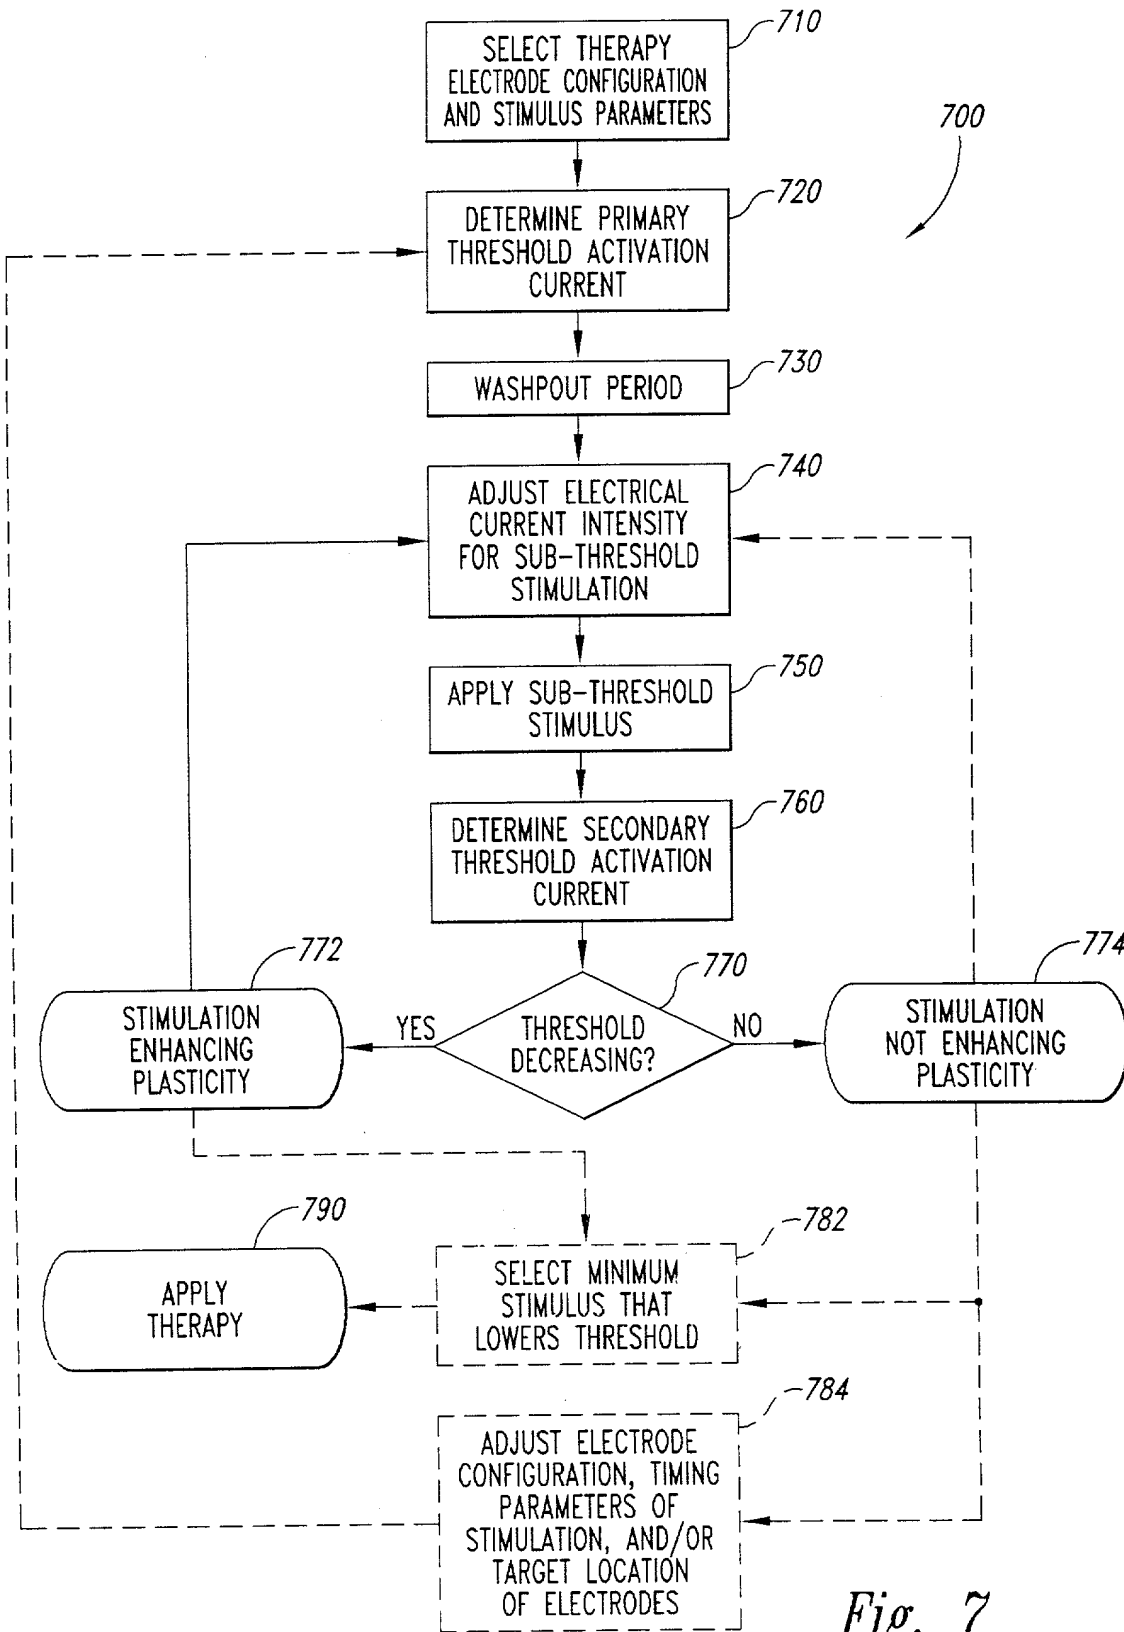 710
SELECT THERAPY
ELECTRODE CONFIGURATION
AND STIMULUS PARAMETERS
700
720
DETERMINE PRIMARY
THRESHOLD ACTIVATION
CURRENT
730
WASHPOUT PERIOD
740
ADJUST ELECTRICAL
CURRENT INTENSITY
FOR SUB-THRESHOLD
STIMULATION
750
APPLY SUB-THRESHOLD
STIMULUS
760
DETERMINE SECONDARY
THRESHOLD ACTIVATION
CURRENT
772
STIMULATION
ENHANCING
PLASTICITY
YES
770
THRESHOLD
DECREASING?
NO
774
STIMULATION
NOT ENHANCING
PLASTICITY
790
APPLY
THERAPY
782
SELECT MINIMUM
STIMULUS THAT
LOWERS THRESHOLD
784
ADJUST ELECTRODE
CONFIGURATION, TIMING
PARAMETERS OF
STIMULATION, AND/OR
TARGET LOCATION
OF ELECTRODES
Fig. 7